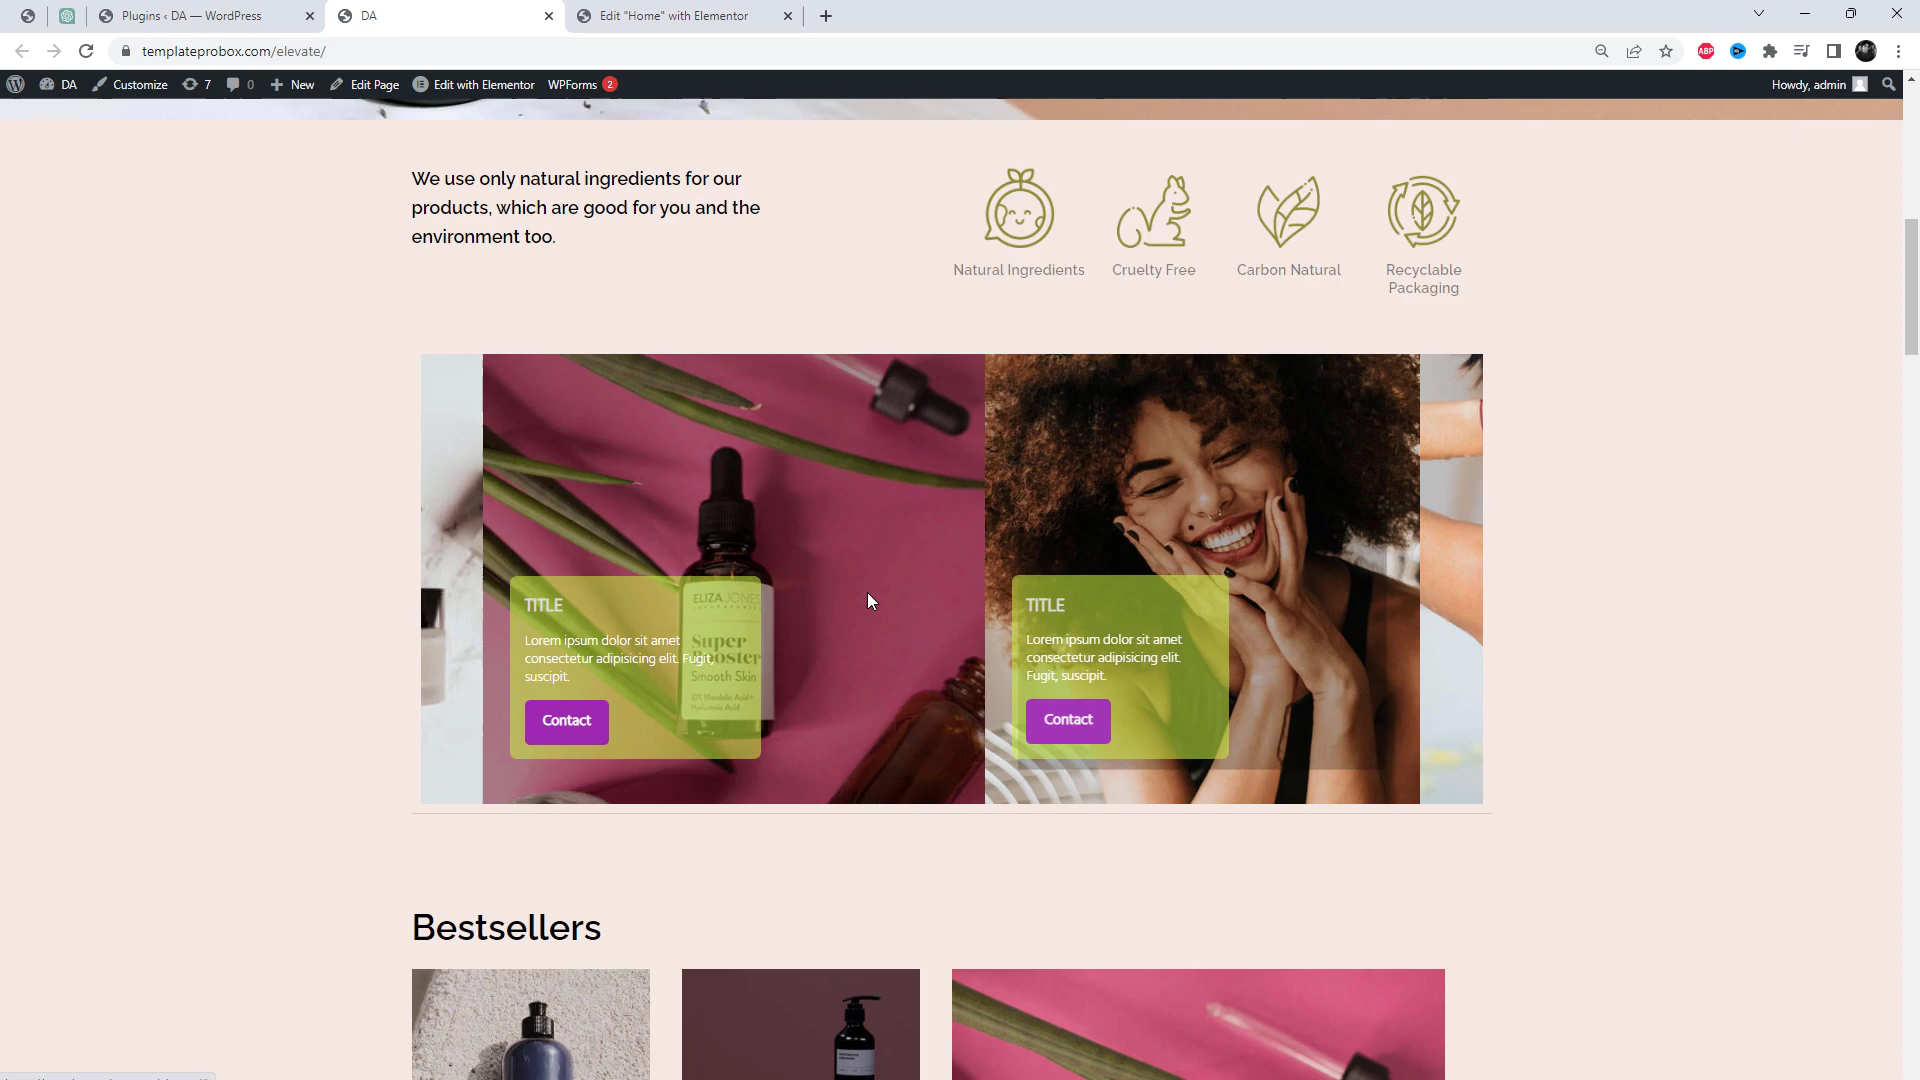 Plugins ‹ DA — WordPress
DA
Edit "Home" with Elementor
templateprobox.com/elevate/
ABP
DA
Customize
7
0
New
Edit Page
Edit with Elementor
WPForms 2
Howdy, admin
We use only natural ingredients for our
products, which are good for you and the
environment too.
Natural Ingredients
Cruelty Free
Carbon Natural
Recyclable
Packaging
ELIZA JONES
Super
Booster
Smooth Skin
10% Mandelic Acid +
Hyaluronic Acid
TITLE
Lorem ipsum dolor sit amet
consectetur adipisicing elit. Fugit,
suscipit.
Contact
TITLE
Lorem ipsum dolor sit amet
consectetur adipisicing elit.
Fugit, suscipit.
Contact
Bestsellers